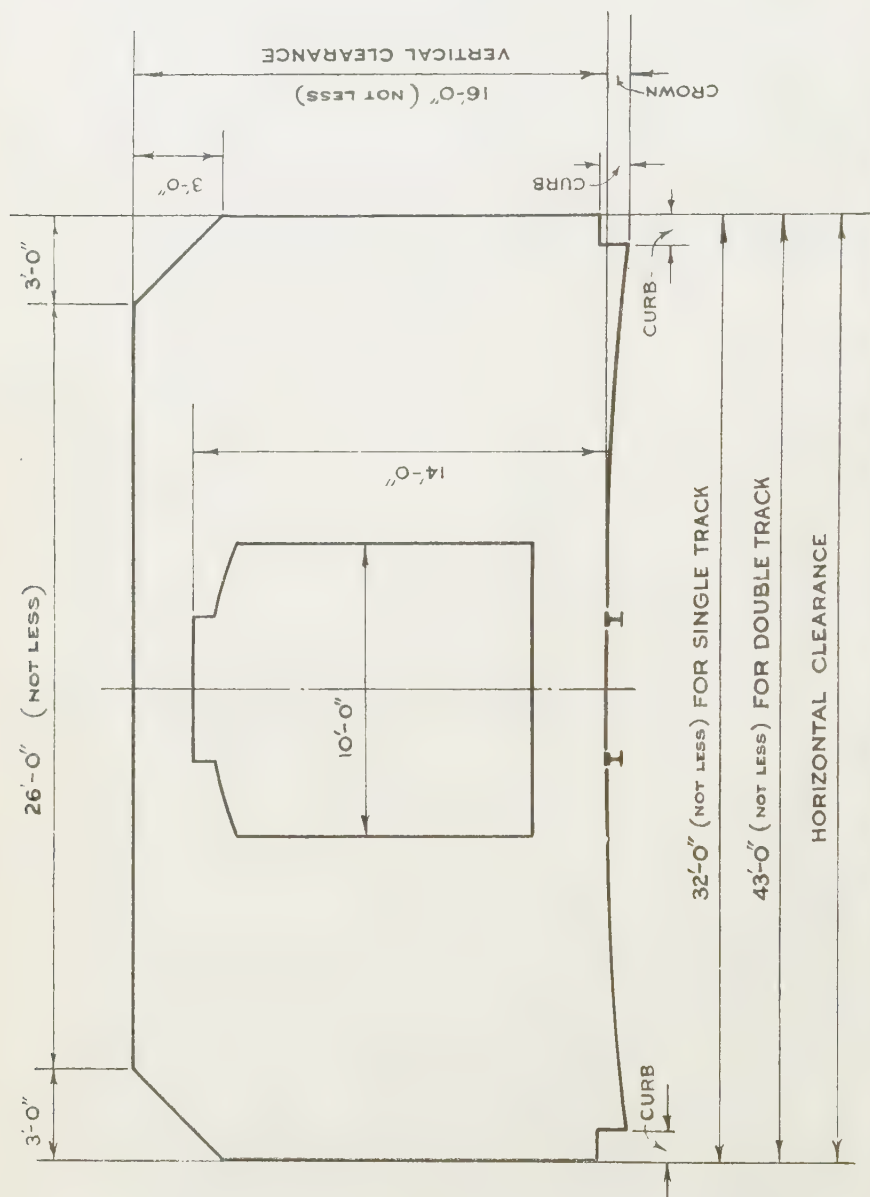 26'-0" (NOT LESS)
3'-0"
3'-0"
3'-0"
16'-0" (NOT LESS)
VERTICAL CLEARANCE
14'-0"
10'-0"
CURB
CROWN
CURB
CURB
32'-0" (NOT LESS) FOR SINGLE TRACK
43'-0" (NOT LESS) FOR DOUBLE TRACK
HORIZONTAL CLEARANCE